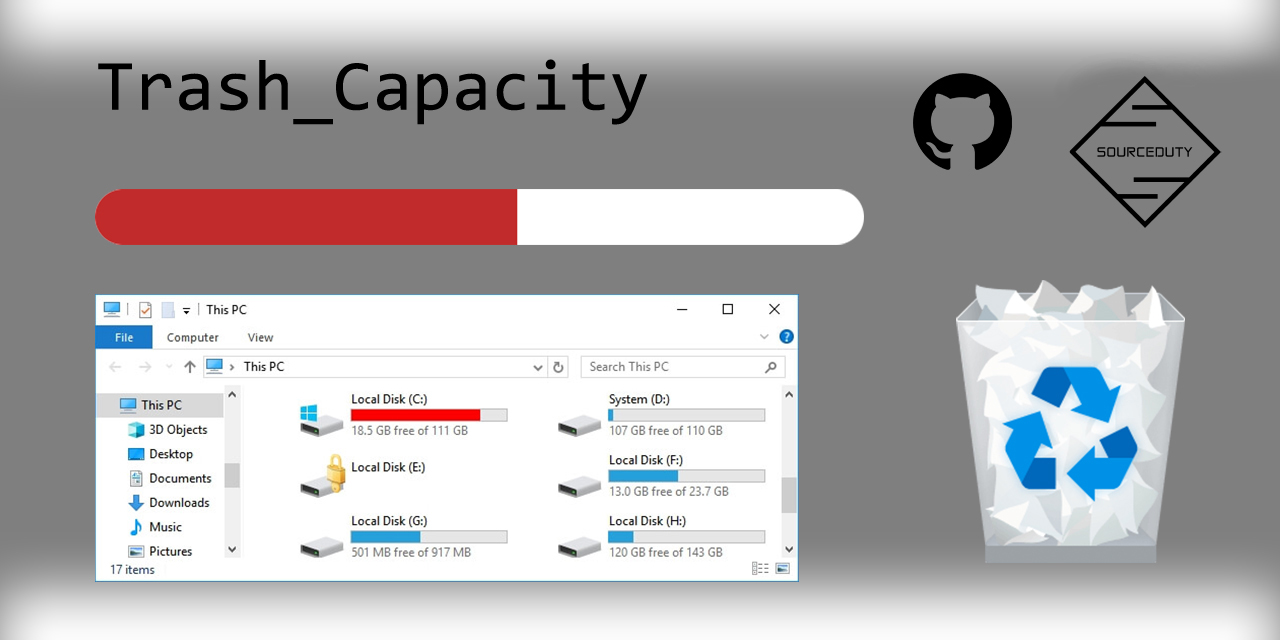 Trash_Capacity
SOURCEDUTY
This PC
File Computer View ?
This PC
Search This PC
This PC
3D Objects
Desktop
Documents
Downloads
Music
Pictures
Local Disk (C:)
18.5 GB free of 111 GB
System (D:)
107 GB free of 110 GB
Local Disk (E:)
Local Disk (F:)
13.0 GB free of 23.7 GB
Local Disk (G:)
501 MB free of 917 MB
Local Disk (H:)
120 GB free of 143 GB
17 items